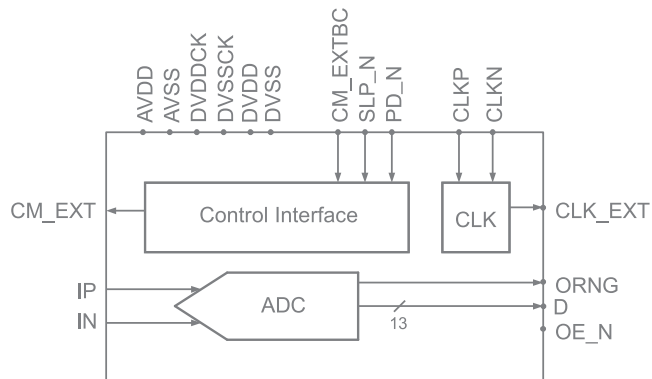 AVDD
AVSS
DVDDCK
DVSSCK
DVDD
DVSS
CM_EXTBC
SLP_N
PD_N
CLKP
CLKN
CM_EXT
Control Interface
CLK
CLK_EXT
IP
IN
ADC
13
ORNG
D
OE_N